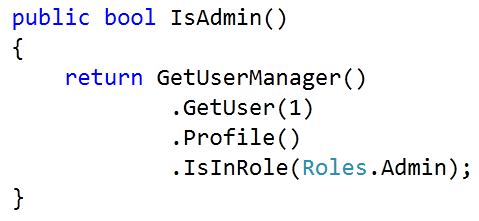 public bool IsAdmin()
{
    return GetUserManager()
            .GetUser(1)
            .Profile()
            .IsInRole(Roles.Admin);
}